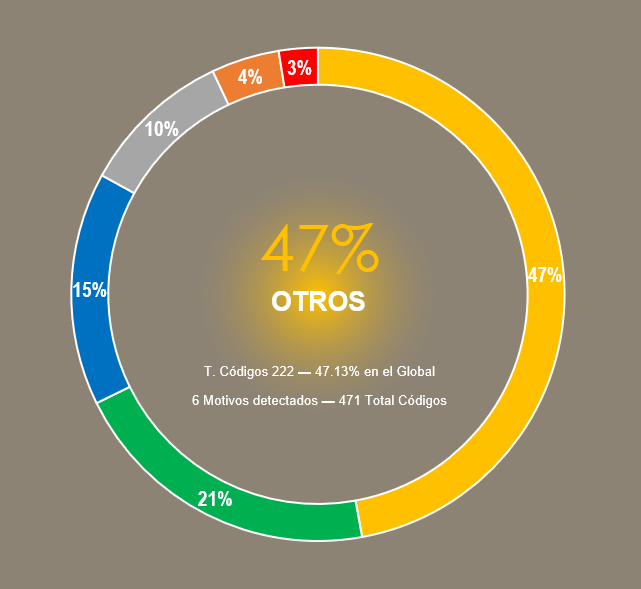 3%
4%
10%
47%
OTROS
47%
15%
T. Códigos 222 — 47.13% en el Global
6 Motivos detectados — 471 Total Códigos
21%